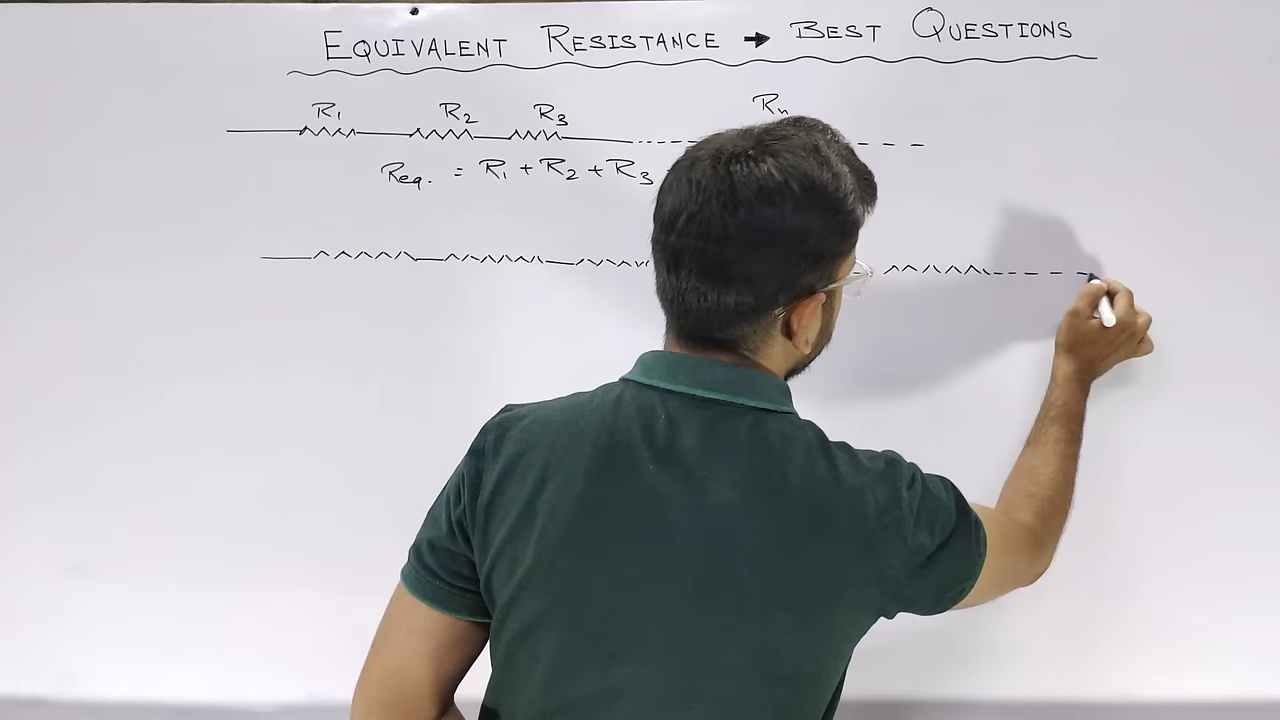 EQUIVALENT RESISTANCE → BEST QUESTIONS
R₁ R₂ R₃ Rₙ
Req. = R₁ + R₂ + R₃